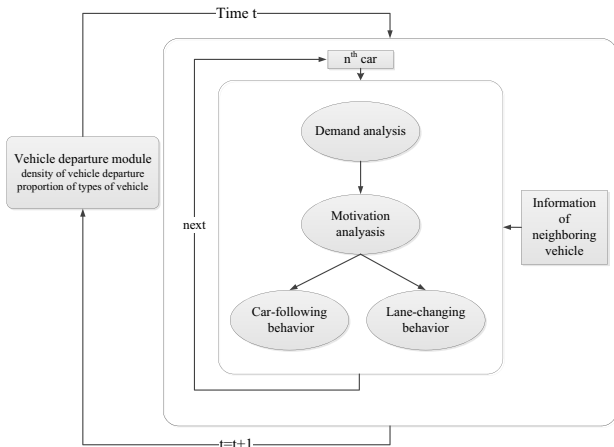 Time t
nth car
Demand analysis
Vehicle departure module
density of vehicle departure
proportion of types of vehicle
Motivation
analyasis
next
Information
of
neighboring
vehicle
Car-following
behavior
Lane-changing
behavior
t=t+1